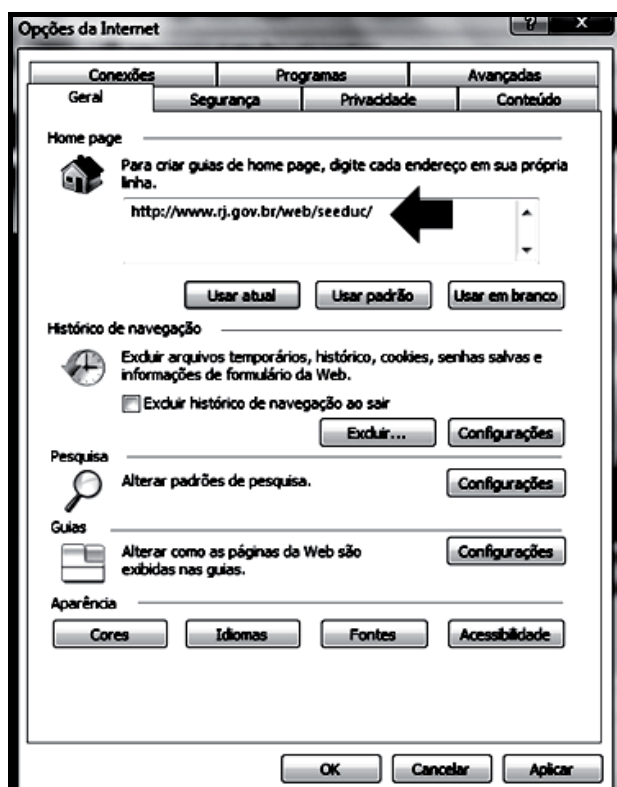 Opções da Internet
? X
Conexões Programas Avançadas
Geral Segurança Privacidade Conteúdo
Home page
Para criar guias de home page, digite cada endereço em sua própria
linha.
http://www.rj.gov.br/web/seeduc/
Usar atual Usar padrão Usar em branco
Histórico de navegação
Excluir arquivos temporários, histórico, cookies, senhas salvas e
informações de formulário da Web.
Excluir histórico de navegação ao sair
Excluir... Configurações
Pesquisa
Alterar padrões de pesquisa. Configurações
Guias
Alterar como as páginas da Web são Configurações
exibidas nas guias.
Aparência
Cores Idiomas Fontes Acessibilidade
OK Cancelar Aplicar